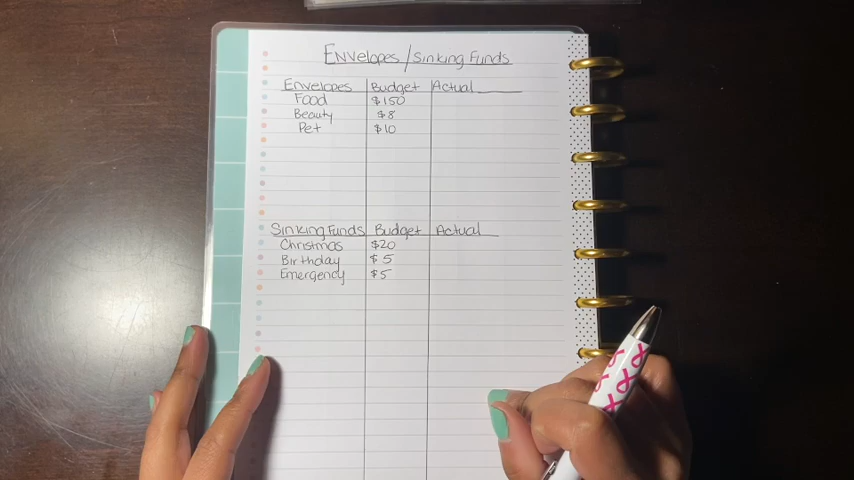 Envelopes/Sinking Funds
Envelopes Budget Actual
Food $150
Beauty $8
Pet $10
Sinking Funds Budget Actual
Christmas $20
Birthday $5
Emergency $5